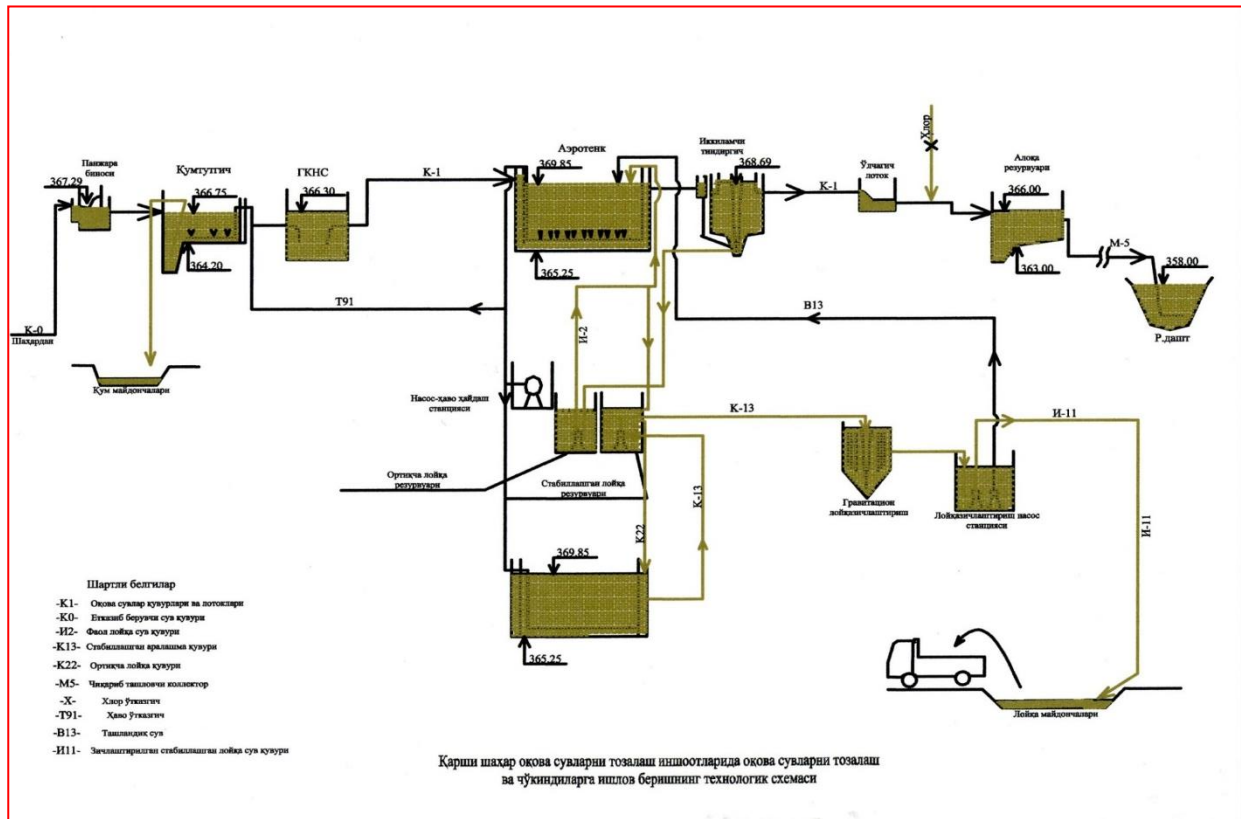 Панжара
биноси
367.29
Қумтутгич
366.75
364.20
ГКНС
366.30
К-1
Аэротенк
369.85
365.25
Иккиламчи
тиндиргич
368.69
К-1
Ўлчагич
лоток
Хлор
Алоқа
резурвуари
366.00
363.00
М-5
358.00
Р.дашт
К-0
Шаҳардан
Қум майдончалари
Т91
В13
И-2
Насос-ҳаво ҳайдаш
станцияси
К-13
И-11
Ортиқча лойқа
резурвуари
Стабиллашган лойқа
резурвуари
К22
К-13
Гравитацион
лойқазичлаштириш
Лойқазичлаштириш насос
станцияси
И-11
369.85
365.25
Лойқа майдончалари
Шартли белгилар
-К1- Оқова сувлар қувурлари ва лотоклари
-К0- Етказиб берувчи сув қувури
-И2- Фаол лойқа сув қувури
-К13- Стабиллашган аралашма қувури
-К22- Ортиқча лойка қувури
-М5- Чиқариб ташловчи коллектор
-Х- Хлор ўтказгич
-Т91- Ҳаво ўтказгич
-В13- Ташландиқ сув
-И11- Зичлаштирилган стабиллашган лойқа сув қувури
Қарши шаҳар оқова сувларни тозалаш иншоотларида оқова сувларни тозалаш
ва чўкиндиларга ишлов беришнинг технологик схемаси